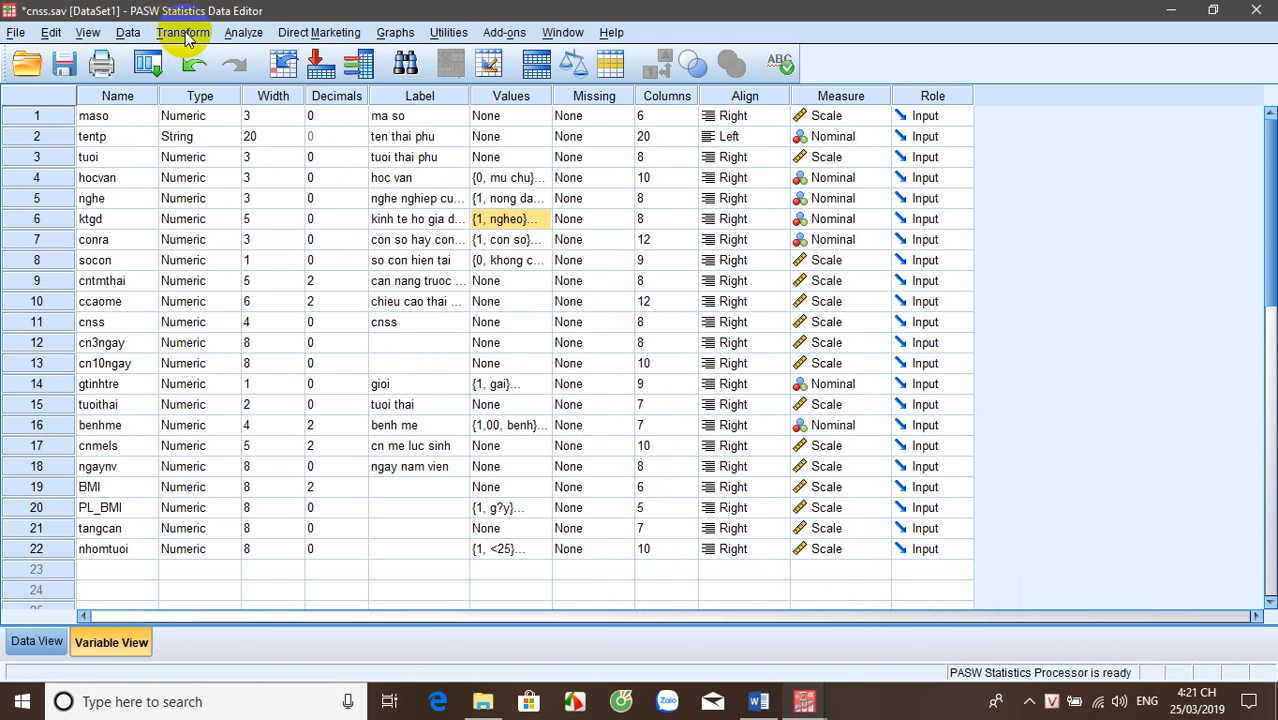 *cnss.sav [DataSet1] - PASW Statistics Data Editor
File Edit View Data Transform Analyze Direct Marketing Graphs Utilities Add-ons Window Help
Name Type Width Decimals Label Values Missing Columns Align Measure Role
1 maso Numeric 3 0 ma so None None 6 Right Scale Input
2 tentp String 20 0 ten thai phu None None 20 Left Nominal Input
3 tuoi Numeric 3 0 tuoi thai phu None None 8 Right Scale Input
4 hocvan Numeric 3 0 hoc van {0, mu chu}... None 10 Right Nominal Input
5 nghe Numeric 3 0 nghe nghiep cu... {1, nong da... None 8 Right Nominal Input
6 ktgd Numeric 5 0 kinh te ho gia d... {1, ngheo}... None 8 Right Nominal Input
7 conra Numeric 3 0 con so hay con... {1, con so}... None 12 Right Nominal Input
8 socon Numeric 1 0 so con hien tai {0, khong c... None 9 Right Scale Input
9 cntmthai Numeric 5 2 can nang truoc ... None None 8 Right Scale Input
10 ccaome Numeric 6 2 chieu cao thai ... None None 12 Right Scale Input
11 cnss Numeric 4 0 cnss None None 8 Right Scale Input
12 cn3ngay Numeric 8 0 None None 8 Right Scale Input
13 cn10ngay Numeric 8 0 None None 10 Right Scale Input
14 gtinhtre Numeric 1 0 gioi {1, gai}... None 9 Right Nominal Input
15 tuoithai Numeric 2 0 tuoi thai None None 7 Right Scale Input
16 benhme Numeric 4 2 benh me {1,00, benh}... None 7 Right Nominal Input
17 cnmels Numeric 5 2 cn me luc sinh None None 10 Right Scale Input
18 ngaynv Numeric 8 0 ngay nam vien None None 8 Right Scale Input
19 BMI Numeric 8 2 None None 6 Right Scale Input
20 PL_BMI Numeric 8 0 {1, g?y}... None 5 Right Scale Input
21 tangcan Numeric 8 0 None None 7 Right Scale Input
22 nhomtuoi Numeric 8 0 {1, <25}... None 10 Right Scale Input
23
24
Data View Variable View
PASW Statistics Processor is ready
Type here to search
Zalo
V
ENG
4:21 CH
25/03/2019